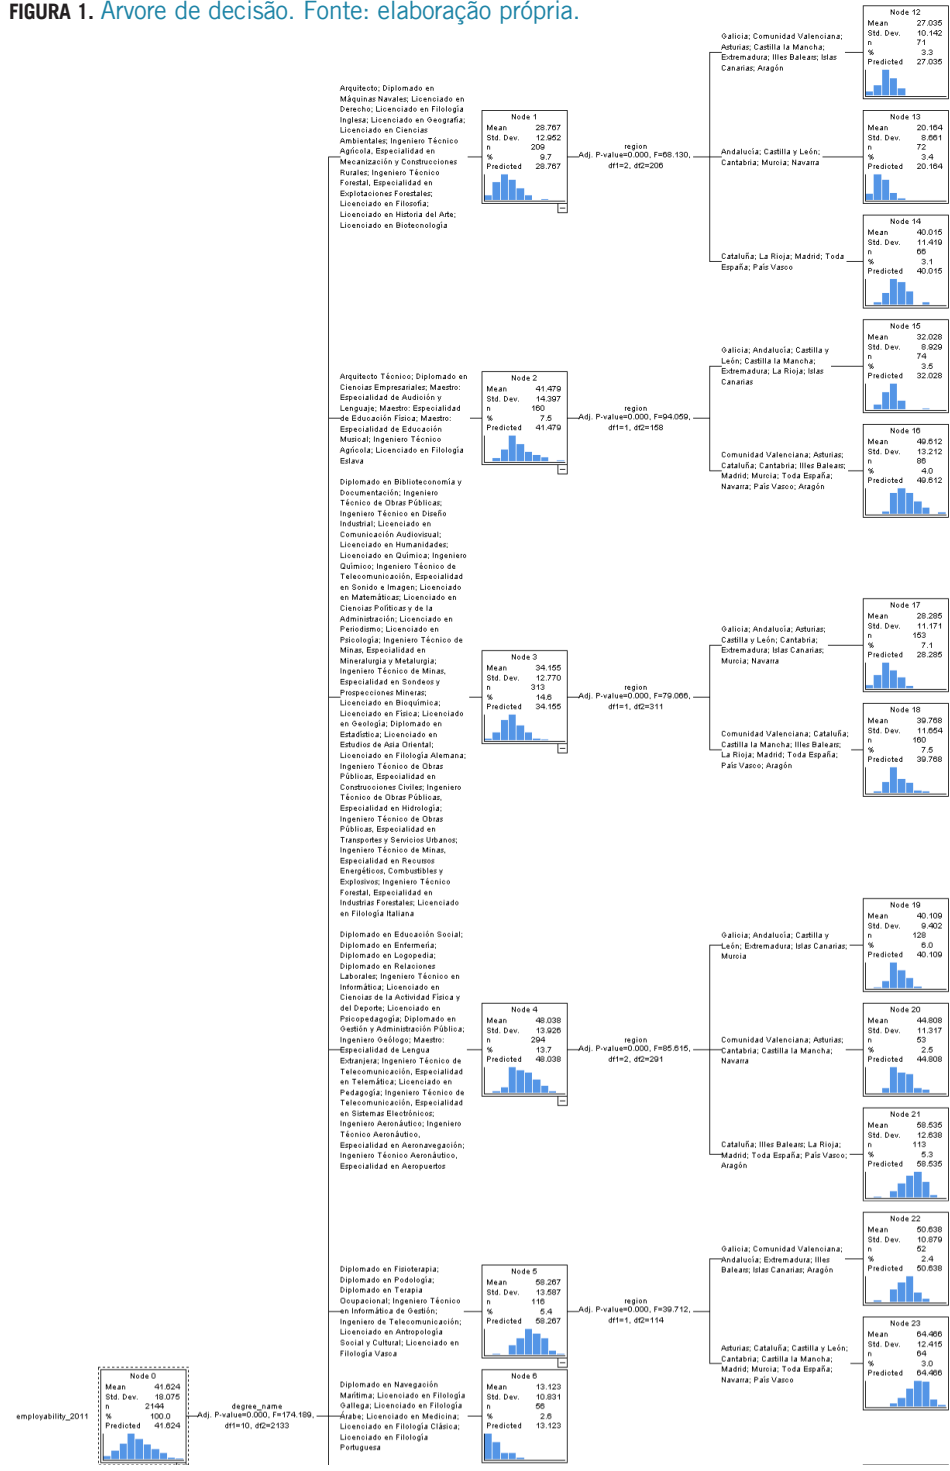 FIGURA 1. Árvore de decisão. Fonte: elaboração própria.
employability_2011
Node 0
Mean 41.624
Std. Dev. 18.075
n 2144
% 100.0
Predicted 41.624
degree_name
Adj. P-value=0.000, F=174.189,
df1=10, df2=2133
Arquitecto; Diplomado en
Máquinas Navales; Licenciado en
Derecho; Licenciado en Filología
Inglesa; Licenciado en Geografía;
Licenciado en Ciencias
Ambientales; Ingeniero Técnico
Agrícola, Especialidad en
Mecanización y Construcciones
Rurales; Ingeniero Técnico
Forestal, Especialidad en
Explotaciones Forestales;
Licenciado en Filosofía;
Licenciado en Historia del Arte;
Licenciado en Biotecnología
Node 1
Mean 28.767
Std. Dev. 12.952
n 209
% 9.7
Predicted 28.767
region
Adj. P-value=0.000, F=68.130,
df1=2, df2=206
Galicia; Comunidad Valenciana;
Asturias; Castilla la Mancha;
Extremadura; Illes Balears; Islas
Canarias; Aragón
Node 12
Mean 27.035
Std. Dev. 10.142
n 71
% 3.3
Predicted 27.035
Andalucía; Castilla y León;
Cantabria; Murcia; Navarra
Node 13
Mean 20.164
Std. Dev. 8.661
n 72
% 3.4
Predicted 20.164
Cataluña; La Rioja; Madrid; Toda
España; País Vasco
Node 14
Mean 40.015
Std. Dev. 11.419
n 66
% 3.1
Predicted 40.015
Arquitecto Técnico; Diplomado en
Ciencias Empresariales; Maestro:
Especialidad de Audición y
Lenguaje; Maestro: Especialidad
de Educación Física; Maestro:
Especialidad de Educación
Musical; Ingeniero Técnico
Agrícola; Licenciado en Filología
Eslava
Node 2
Mean 41.479
Std. Dev. 14.397
n 160
% 7.5
Predicted 41.479
region
Adj. P-value=0.000, F=94.059,
df1=1, df2=158
Galicia; Andalucía; Castilla y
León; Castilla la Mancha;
Extremadura; La Rioja; Islas
Canarias
Node 15
Mean 32.028
Std. Dev. 8.929
n 74
% 3.5
Predicted 32.028
Comunidad Valenciana; Asturias;
Cataluña; Cantabria; Illes Balears;
Madrid; Murcia; Toda España;
Navarra; País Vasco; Aragón
Node 16
Mean 49.612
Std. Dev. 13.212
n 86
% 4.0
Predicted 49.612
Diplomado en Biblioteconomía y
Documentación; Ingeniero
Técnico de Obras Públicas;
Ingeniero Técnico en Diseño
Industrial; Licenciado en
Comunicación Audiovisual;
Licenciado en Humanidades;
Licenciado en Química; Ingeniero
Químico; Ingeniero Técnico de
Telecomunicación, Especialidad
en Sonido e Imagen; Licenciado
en Matemáticas; Licenciado en
Ciencias Políticas y de la
Administración; Licenciado en
Periodismo; Licenciado en
Psicología; Ingeniero Técnico de
Minas, Especialidad en
Mineralurgia y Metalurgia;
Ingeniero Técnico de Minas,
Especialidad en Sondeos y
Prospecciones Mineras;
Licenciado en Bioquímica;
Licenciado en Física; Licenciado
en Geología; Diplomado en
Estadística; Licenciado en
Estudios de Asia Oriental;
Licenciado en Filología Alemana;
Ingeniero Técnico de Obras
Públicas, Especialidad en
Construcciones Civiles; Ingeniero
Técnico de Obras Públicas,
Especialidad en Hidrología;
Ingeniero Técnico de Obras
Públicas, Especialidad en
Transportes y Servicios Urbanos;
Ingeniero Técnico de Minas,
Especialidad en Recursos
Energéticos, Combustibles y
Explosivos; Ingeniero Técnico
Forestal, Especialidad en
Industrias Forestales; Licenciado
en Filología Italiana
Node 3
Mean 34.155
Std. Dev. 12.770
n 313
% 14.6
Predicted 34.155
region
Adj. P-value=0.000, F=79.066,
df1=1, df2=311
Galicia; Andalucía; Asturias;
Castilla y León; Cantabria;
Extremadura; Islas Canarias;
Murcia; Navarra
Node 17
Mean 28.285
Std. Dev. 11.171
n 153
% 7.1
Predicted 28.285
Comunidad Valenciana; Cataluña;
Castilla la Mancha; Illes Balears;
La Rioja; Madrid; Toda España;
País Vasco; Aragón
Node 18
Mean 39.768
Std. Dev. 11.654
n 160
% 7.5
Predicted 39.768
Diplomado en Educación Social;
Diplomado en Enfermería;
Diplomado en Logopedia;
Diplomado en Relaciones
Laborales; Ingeniero Técnico en
Informática; Licenciado en
Ciencias de la Actividad Física y
del Deporte; Licenciado en
Psicopedagogía; Diplomado en
Gestión y Administración Pública;
Ingeniero Geólogo; Maestro:
Especialidad de Lengua
Extranjera; Ingeniero Técnico de
Telecomunicación, Especialidad
en Telemática; Licenciado en
Pedagogía; Ingeniero Técnico de
Telecomunicación, Especialidad
en Sistemas Electrónicos;
Ingeniero Aeronáutico; Ingeniero
Técnico Aeronáutico,
Especialidad en Aeronavegación;
Ingeniero Técnico Aeronáutico,
Especialidad en Aeropuertos
Node 4
Mean 48.038
Std. Dev. 13.926
n 294
% 13.7
Predicted 48.038
region
Adj. P-value=0.000, F=85.615,
df1=2, df2=291
Galicia; Andalucía; Castilla y
León; Extremadura; Islas Canarias;
Murcia
Node 19
Mean 40.109
Std. Dev. 9.402
n 128
% 6.0
Predicted 40.109
Comunidad Valenciana; Asturias;
Cantabria; Castilla la Mancha;
Navarra
Node 20
Mean 44.808
Std. Dev. 11.317
n 53
% 2.5
Predicted 44.808
Cataluña; Illes Balears; La Rioja;
Madrid; Toda España; País Vasco;
Aragón
Node 21
Mean 58.535
Std. Dev. 12.638
n 113
% 5.3
Predicted 58.535
Diplomado en Fisioterapia;
Diplomado en Podología;
Diplomado en Terapia
Ocupacional; Ingeniero Técnico
en Informática de Gestión;
Ingeniero de Telecomunicación;
Licenciado en Antropología
Social y Cultural; Licenciado en
Filología Vasca
Node 5
Mean 58.267
Std. Dev. 13.587
n 116
% 5.4
Predicted 58.267
region
Adj. P-value=0.000, F=39.712,
df1=1, df2=114
Galicia; Comunidad Valenciana;
Andalucía; Extremadura; Illes
Balears; Islas Canarias; Aragón
Node 22
Mean 50.638
Std. Dev. 10.879
n 52
% 2.4
Predicted 50.638
Asturias; Cataluña; Castilla y León;
Cantabria; Castilla la Mancha;
Madrid; Murcia; Toda España;
Navarra; País Vasco
Node 23
Mean 64.466
Std. Dev. 12.415
n 64
% 3.0
Predicted 64.466
Diplomado en Navegación
Marítima; Licenciado en Filología
Gallega; Licenciado en Filología
Árabe; Licenciado en Medicina;
Licenciado en Filología Clásica;
Licenciado en Filología
Portuguesa
Node 6
Mean 13.123
Std. Dev. 10.831
n 56
% 2.6
Predicted 13.123